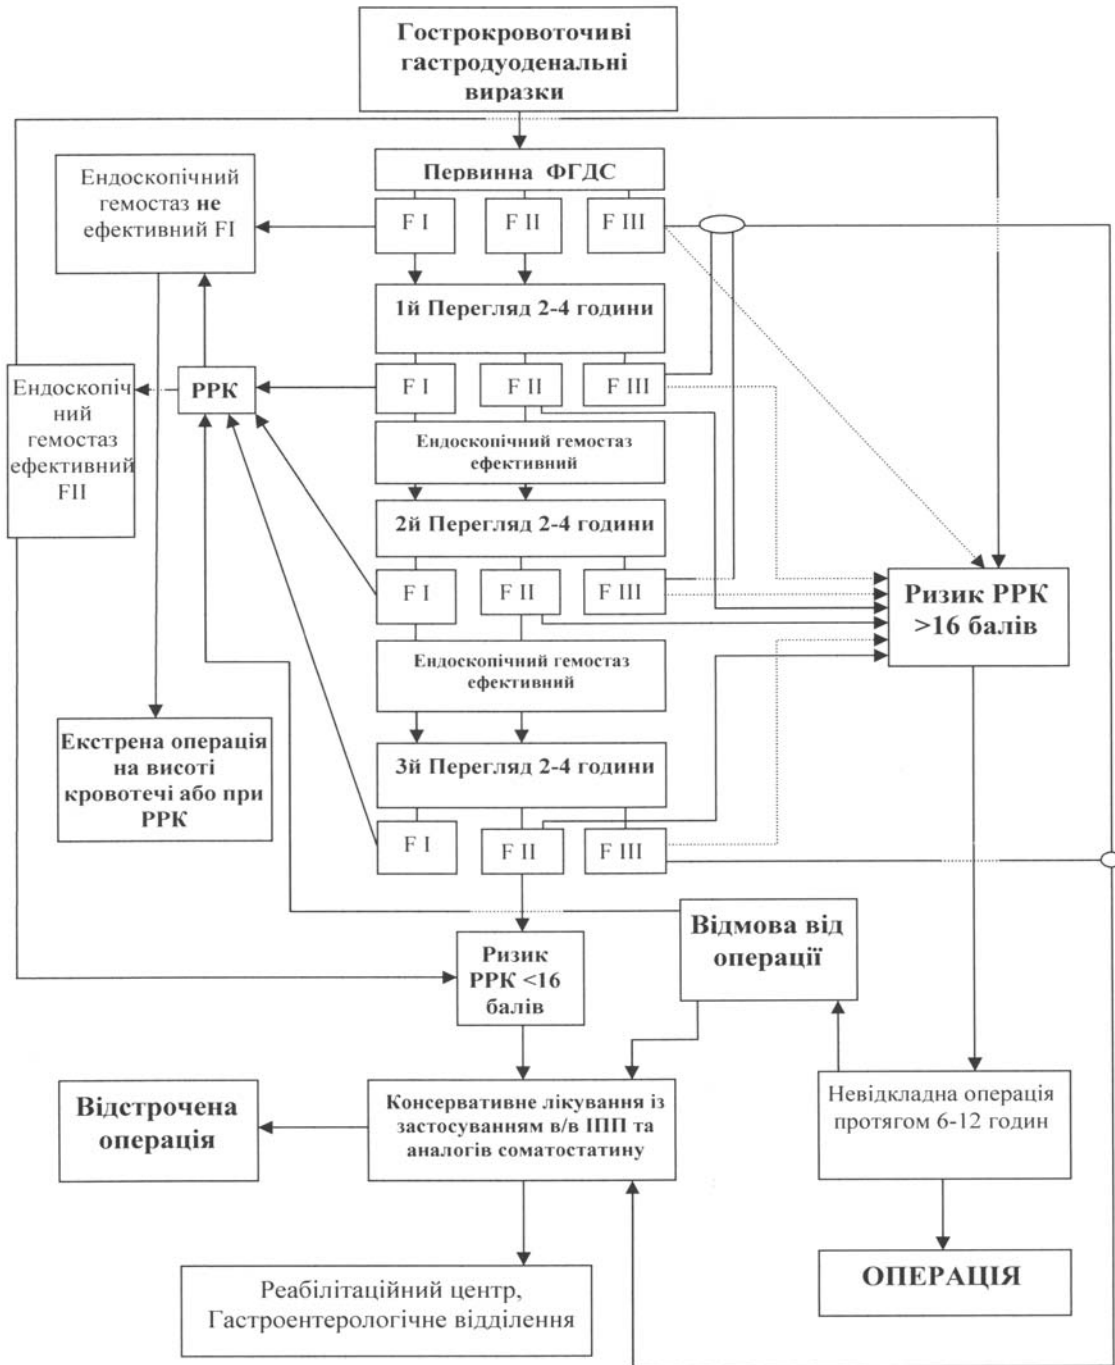 Гострокровоточиві
гастродуоденальні
виразки
Первинна ФГДС
Ендоскопічний
гемостаз не
ефективний FI
F I
F II
F III
1й Перегляд 2-4 години
Ендоскопіч
ний
гемостаз
ефективний
FII
РРК
F I
F II
F III
Ендоскопічний гемостаз
ефективний
2й Перегляд 2-4 години
F I
F II
F III
Ризик РРК
>16 балів
Ендоскопічний гемостаз
ефективний
Екстрена операція
на висоті
кровотечі або при
РРК
3й Перегляд 2-4 години
F I
F II
F III
Ризик
РРК <16
балів
Відмова від
операції
Відстрочена
операція
Консервативне лікування із
застосуванням в/в ІПП та
аналогів соматостатину
Невідкладна операція
протягом 6-12 годин
Реабілітаційний центр,
Гастроентерологічне відділення
ОПЕРАЦІЯ